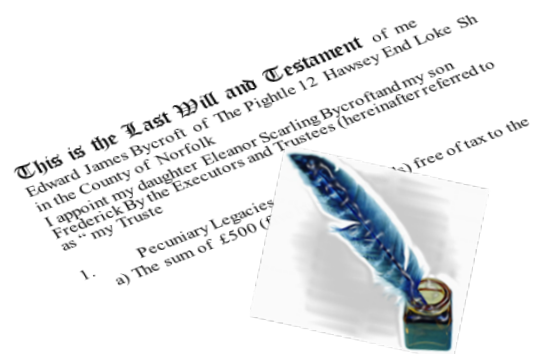 This is the Last Will and Testament of me
Edward James Bycroft of The Pightle 12 Hawsey End Loke Sh
in the County of Norfolk
I appoint my daughter Eleanor Scarling Bycroft and my son
Frederick By the Executors and Trustees (hereinafter referred to
as “ my Truste
1. Pecuniary Legacies
a) The sum of £500 (f s) free of tax to the